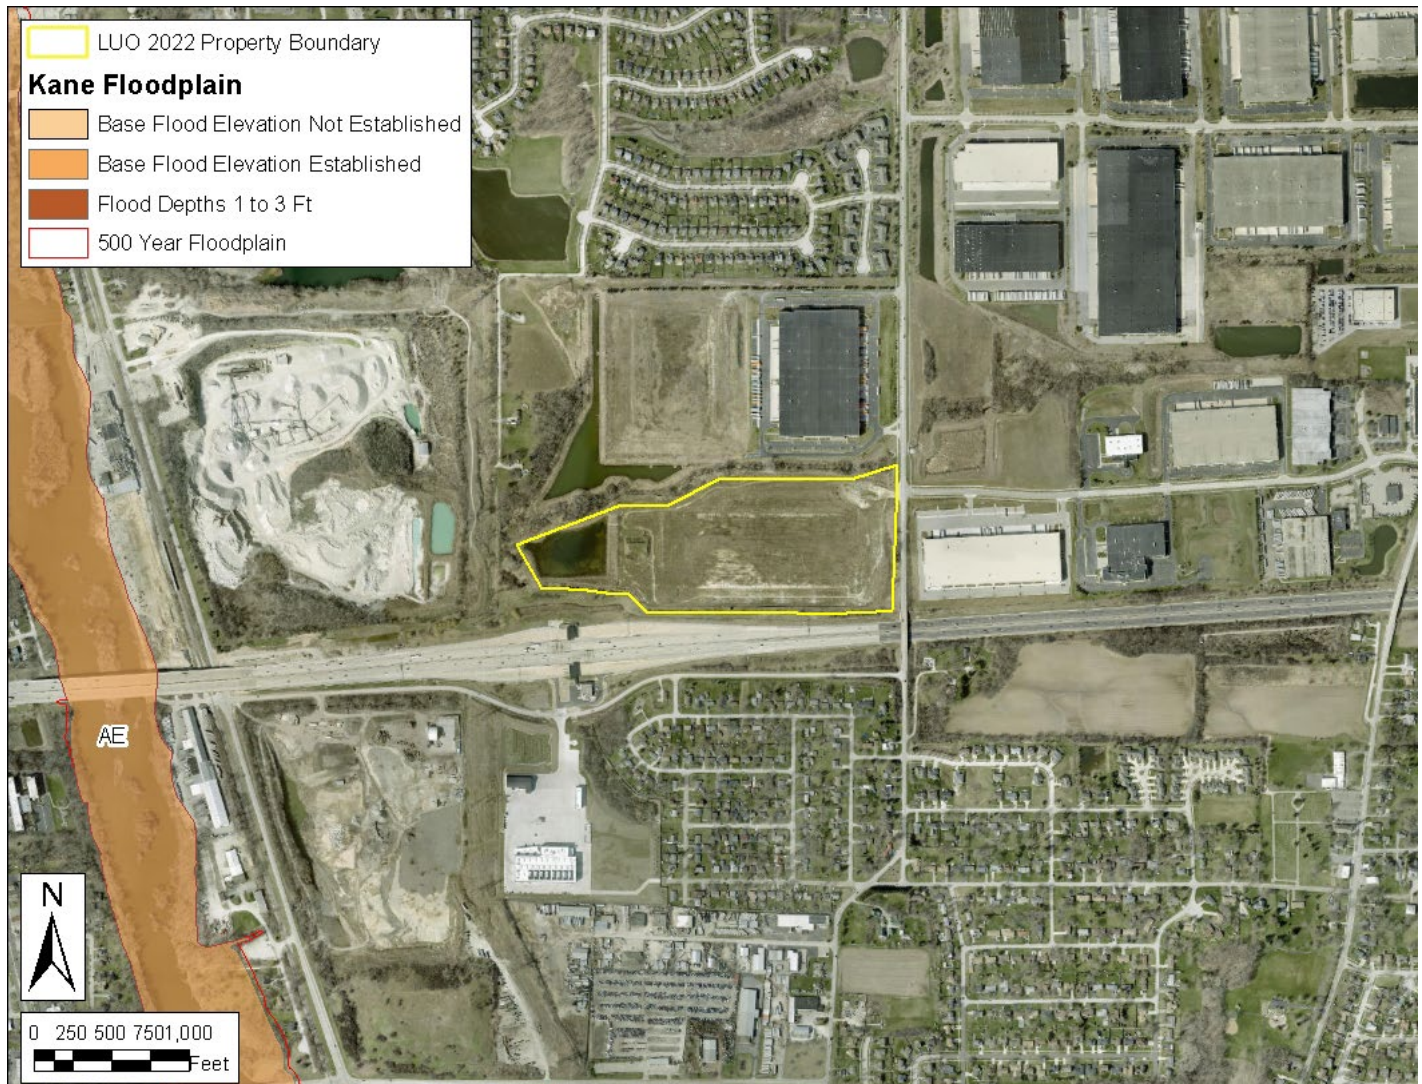 LUO 2022 Property Boundary
Kane Floodplain
Base Flood Elevation Not Established
Base Flood Elevation Established
Flood Depths 1 to 3 Ft
500 Year Floodplain
AE
N
0 250 500 7501,000
Feet